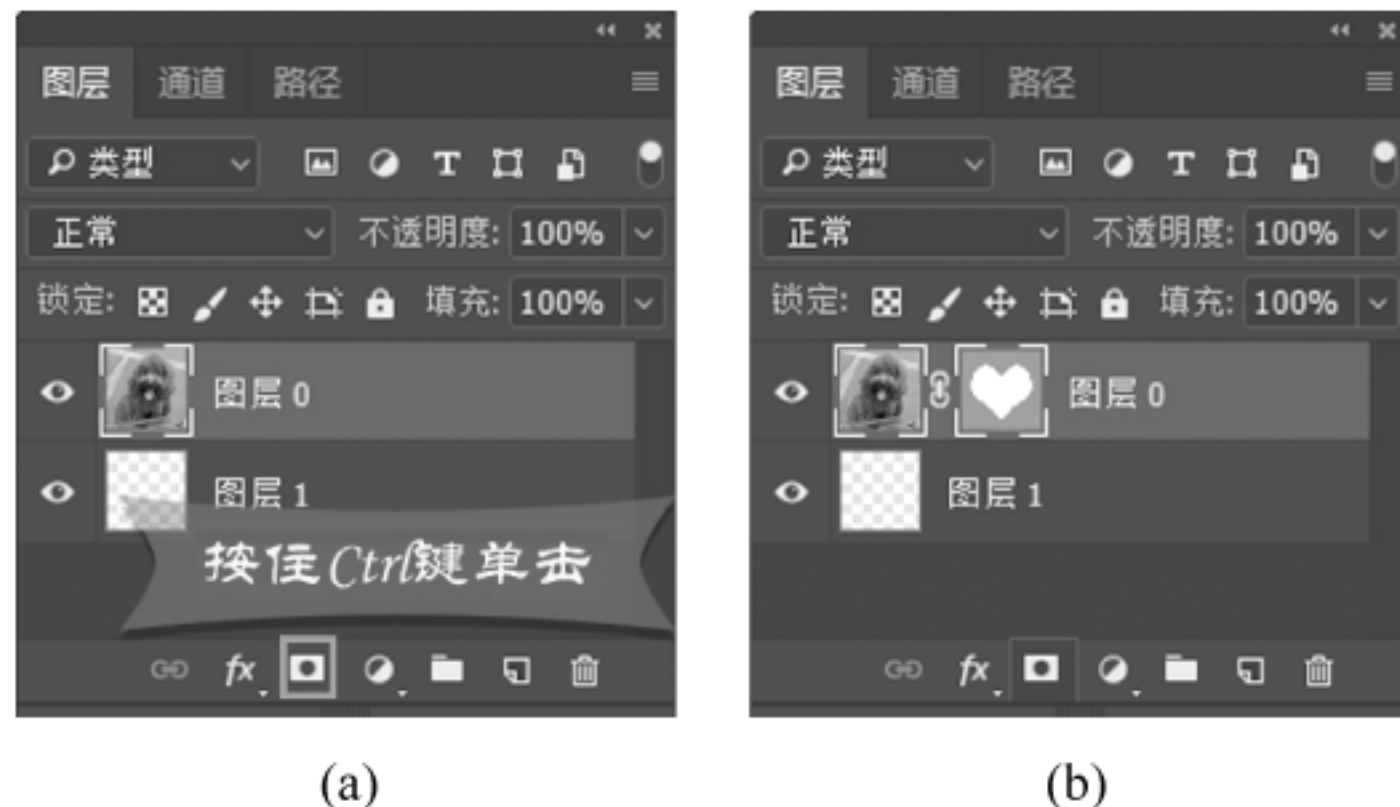 图层 通道 路径
类型
正常 不透明度: 100%
锁定: 填充: 100%
图层 0
图层 1
按住Ctrl键单击
fx
(a)
图层 通道 路径
类型
正常 不透明度: 100%
锁定: 填充: 100%
图层 0
图层 1
fx
(b)